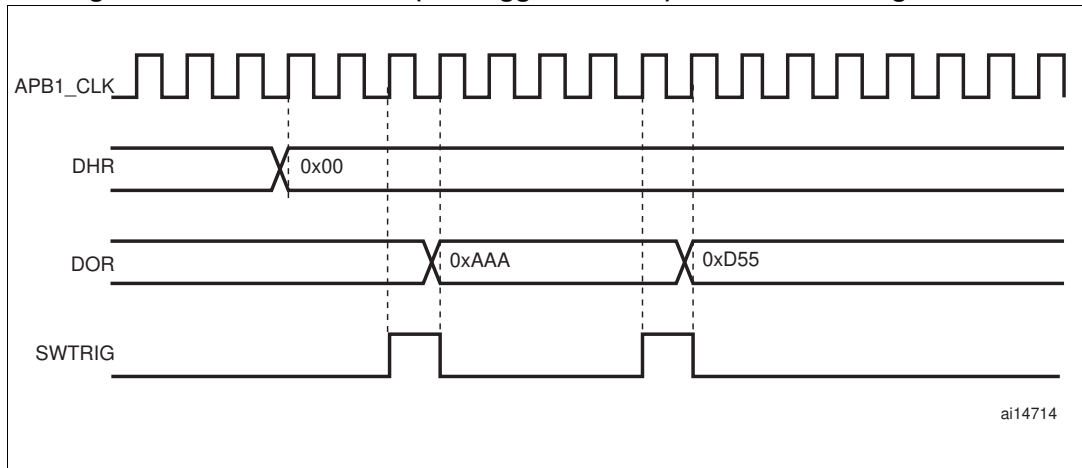 APB1_CLK
DHR
0x00
DOR
0xAAA
0xD55
SWTRIG
ai14714